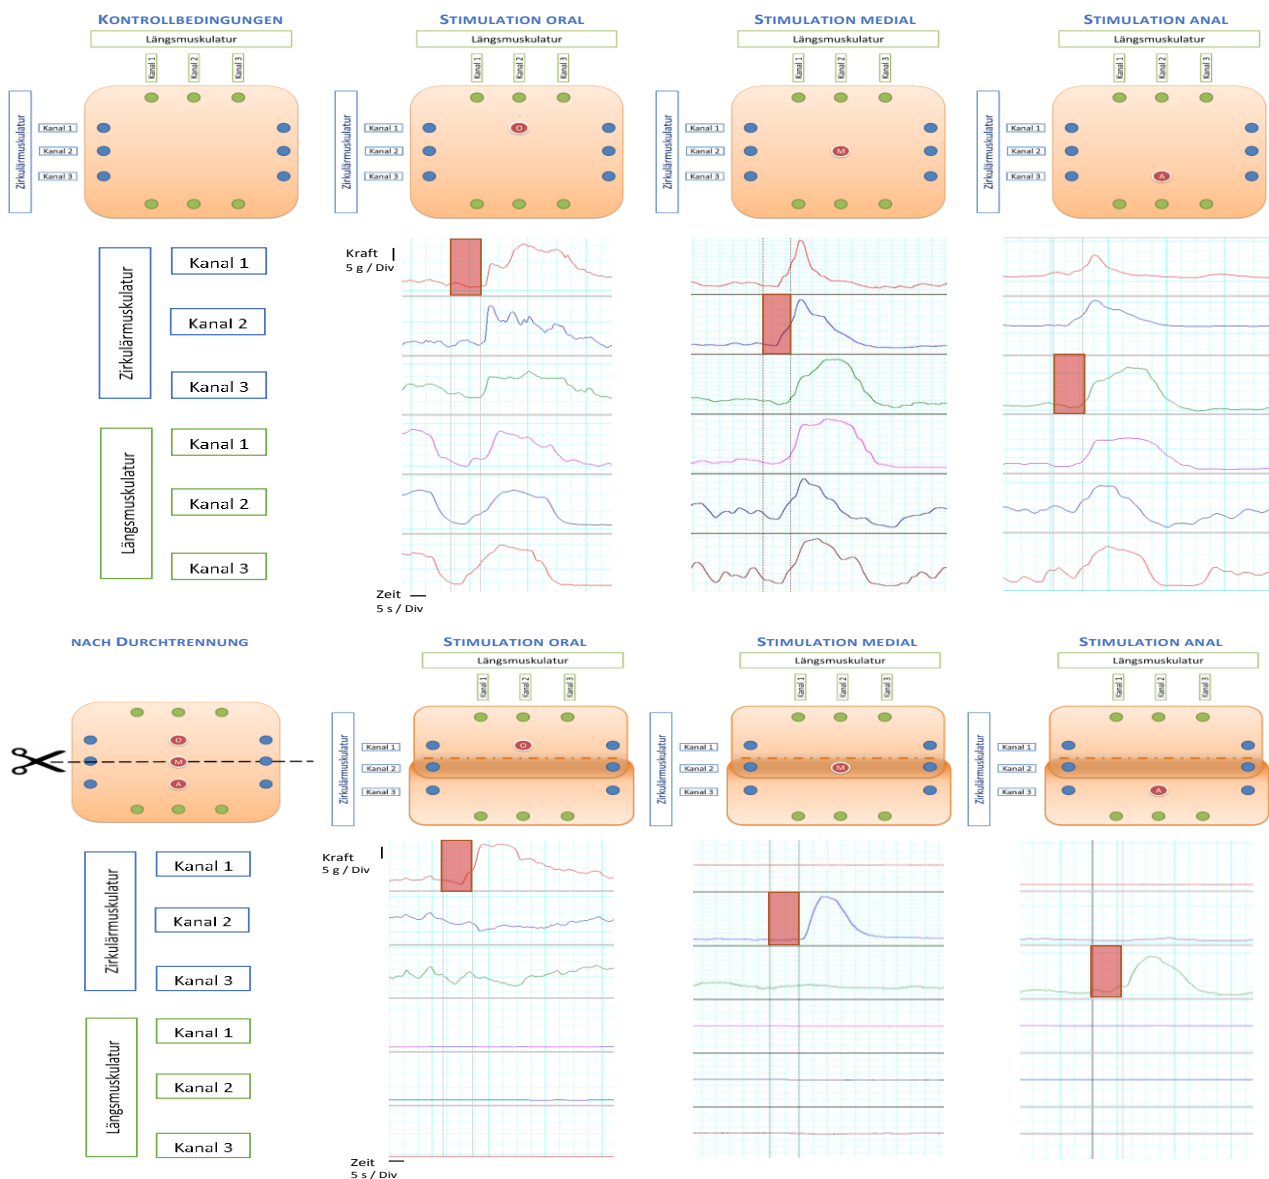 KONTROLLBEDINGUNGEN
Längsmuskulatur
Kanal 1
Kanal 2
Kanal 3
Zirkulärmuskulatur
Kanal 1
Kanal 2
Kanal 3
STIMULATION ORAL
Längsmuskulatur
Kanal 1
Kanal 2
Kanal 3
Zirkulärmuskulatur
Kanal 1
Kanal 2
Kanal 3
O
STIMULATION MEDIAL
Längsmuskulatur
Kanal 1
Kanal 2
Kanal 3
Zirkulärmuskulatur
Kanal 1
Kanal 2
Kanal 3
M
STIMULATION ANAL
Längsmuskulatur
Kanal 1
Kanal 2
Kanal 3
Zirkulärmuskulatur
Kanal 1
Kanal 2
Kanal 3
A
Zirkulärmuskulatur
Kanal 1
Kanal 2
Kanal 3
Längsmuskulatur
Kanal 1
Kanal 2
Kanal 3
Kraft
5 g / Div
Zeit
5 s / Div
NACH DURCHTRENNUNG
O
M
A
STIMULATION ORAL
Längsmuskulatur
Kanal 1
Kanal 2
Kanal 3
Zirkulärmuskulatur
Kanal 1
Kanal 2
Kanal 3
O
STIMULATION MEDIAL
Längsmuskulatur
Kanal 1
Kanal 2
Kanal 3
Zirkulärmuskulatur
Kanal 1
Kanal 2
Kanal 3
M
STIMULATION ANAL
Längsmuskulatur
Kanal 1
Kanal 2
Kanal 3
Zirkulärmuskulatur
Kanal 1
Kanal 2
Kanal 3
A
Zirkulärmuskulatur
Kanal 1
Kanal 2
Kanal 3
Längsmuskulatur
Kanal 1
Kanal 2
Kanal 3
Kraft
5 g / Div
Zeit
5 s / Div